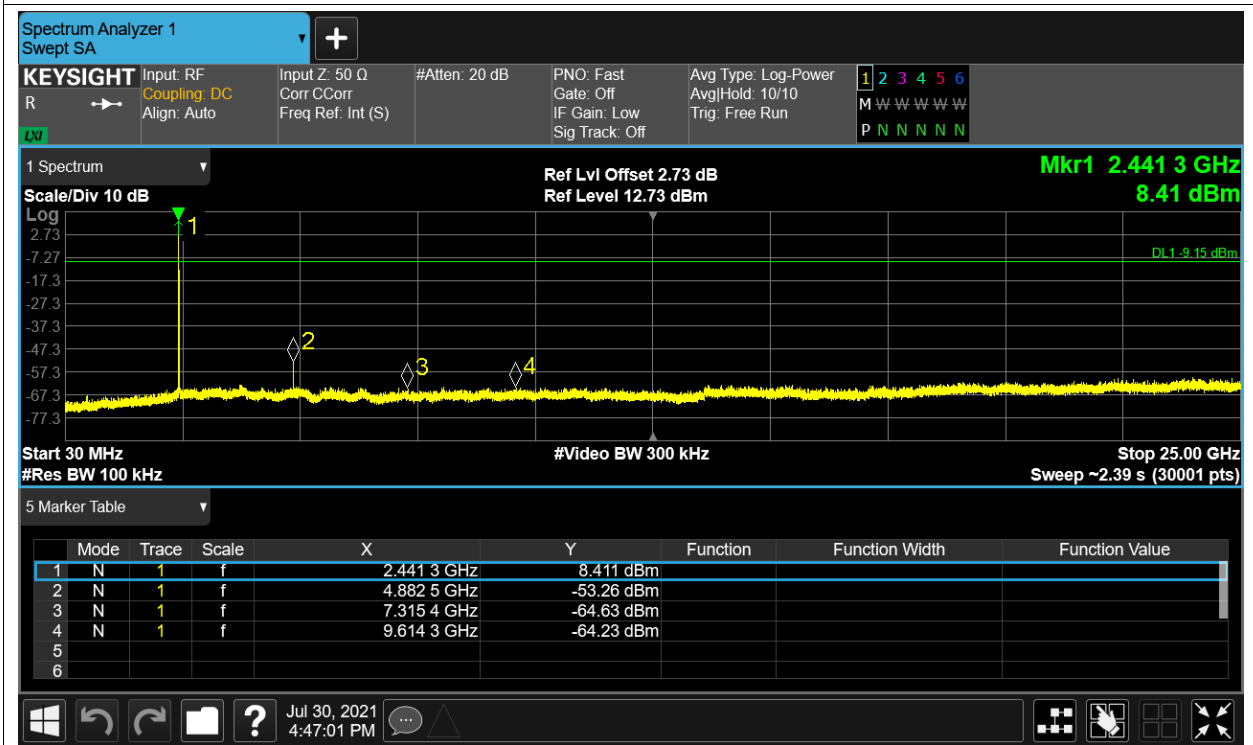 Spectrum Analyzer 1
Swept SA
KEYSIGHT
R
LXI
Input: RF
Coupling: DC
Align: Auto
Input Z: 50 Ω
Corr CCorr
Freq Ref: Int (S)
#Atten: 20 dB
PNO: Fast
Gate: Off
IF Gain: Low
Sig Track: Off
Avg Type: Log-Power
Avg|Hold: 10/10
Trig: Free Run
1 2 3 4 5 6
M W W W W W
P N N N N N
1 Spectrum
Scale/Div 10 dB
Ref Lvl Offset 2.73 dB
Ref Level 12.73 dBm
Mkr1 2.441 3 GHz
8.41 dBm
Log
1
2.73
-7.27
DL1 -9.15 dBm
-17.3
-27.3
-37.3
2
-47.3
3
4
-57.3
-67.3
-77.3
Start 30 MHz
#Video BW 300 kHz
Stop 25.00 GHz
#Res BW 100 kHz
Sweep ~2.39 s (30001 pts)
5 Marker Table
Mode Trace Scale X Y Function Function Width Function Value
1 N 1 f 2.441 3 GHz 8.411 dBm
2 N 1 f 4.882 5 GHz -53.26 dBm
3 N 1 f 7.315 4 GHz -64.63 dBm
4 N 1 f 9.614 3 GHz -64.23 dBm
5
6
?
Jul 30, 2021
4:47:01 PM